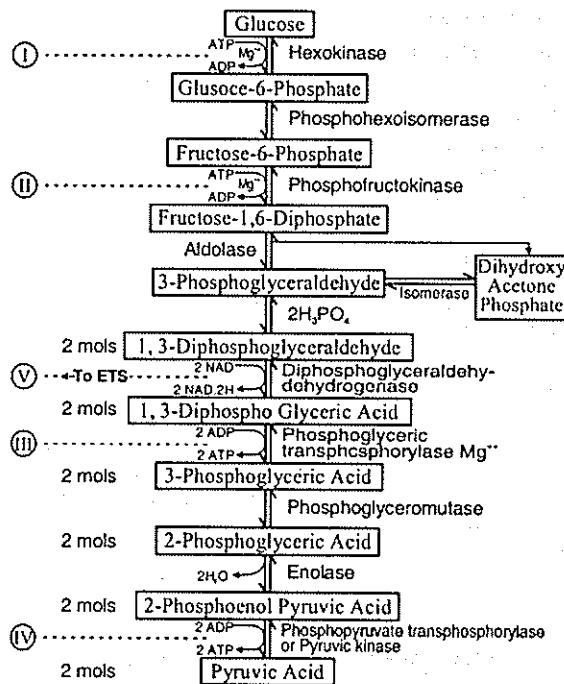 Glucose
ATP
Mg++
ADP
Hexokinase
I
Glusoce-6-Phosphate
Phosphohexoisomerase
Fructose-6-Phosphate
ATP
Mg++
ADP
Phosphofructokinase
II
Fructose-1,6-Diphosphate
Aldolase
3-Phosphoglyceraldehyde
Isomerase
Dihydroxy
Acetone
Phosphate
2H3PO4
2 mols 1, 3-Diphosphoglyceraldehyde
V To ETS
2 NAD
2 NAD.2H
Diphosphoglyceraldehy-
dehydrogenase
2 mols 1,3-Diphospho Glyceric Acid
III
2 ADP
2 ATP
Phosphoglyceric
transphosphorylase Mg++
2 mols 3-Phosphoglyceric Acid
Phosphoglyceromutase
2 mols 2-Phosphoglyceric Acid
2H2O
Enolase
2 mols 2-Phosphoenol Pyruvic Acid
IV
2 ADP
2 ATP
Phosphopyruvate transphosphorylase
or Pyruvic kinase
2 mols Pyruvic Acid